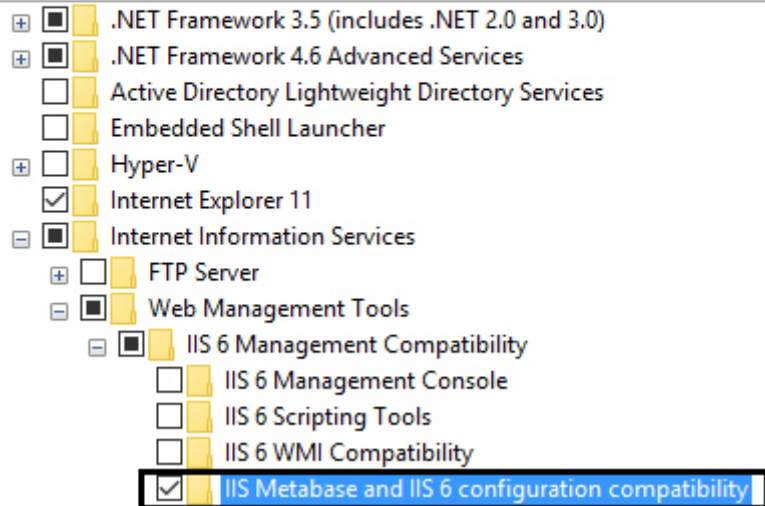 .NET Framework 3.5 (includes .NET 2.0 and 3.0)
.NET Framework 4.6 Advanced Services
Active Directory Lightweight Directory Services
Embedded Shell Launcher
Hyper-V
Internet Explorer 11
Internet Information Services
FTP Server
Web Management Tools
IIS 6 Management Compatibility
IIS 6 Management Console
IIS 6 Scripting Tools
IIS 6 WMI Compatibility
IIS Metabase and IIS 6 configuration compatibility